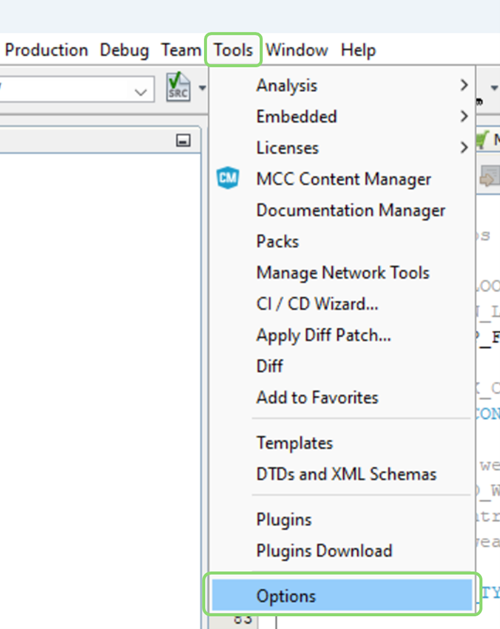 Production Debug Team Tools Window Help
SRC
Analysis
Embedded
Licenses
CM MCC Content Manager
Documentation Manager
Packs
Manage Network Tools
CI / CD Wizard...
Apply Diff Patch...
Diff
Add to Favorites
Templates
DTDs and XML Schemas
Plugins
Plugins Download
Options
83